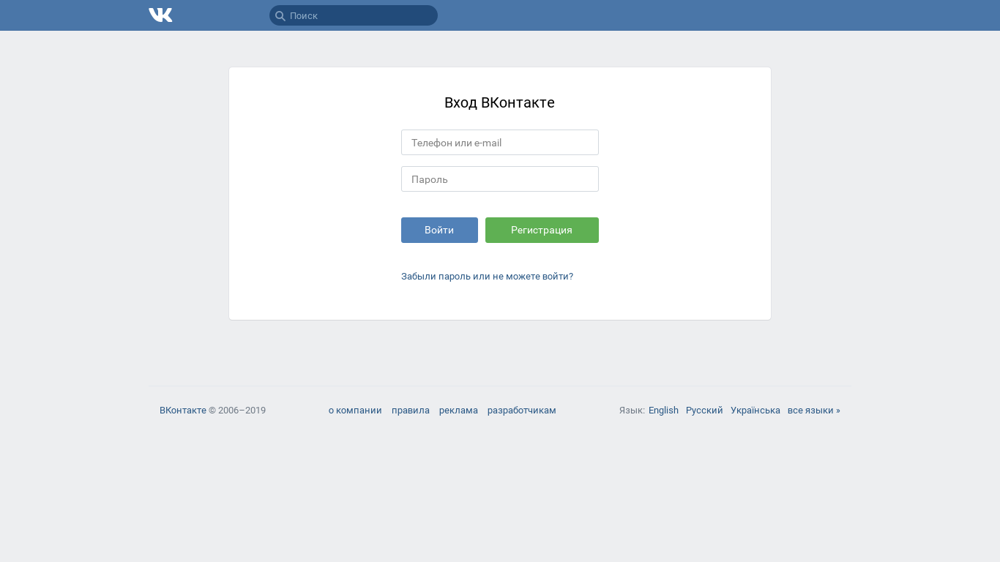 Поиск
Вход ВКонтакте
Телефон или e-mail
Пароль
Войти Регистрация
Забыли пароль или не можете войти?
ВКонтакте © 2006–2019 о компании правила реклама разработчикам Язык: English Русский Українська все языки »